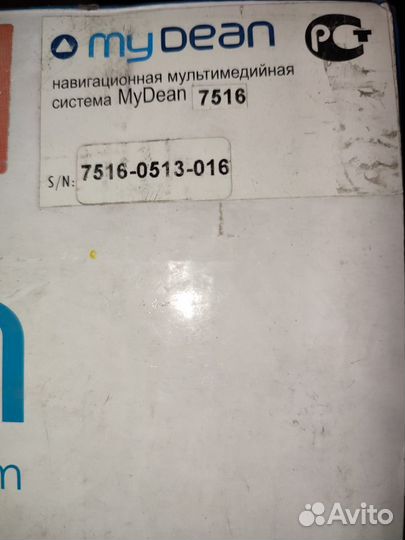 myDean
РСТ
навигационная мультимедийная
система MyDean 7516
S/N: 7516-0513-016
m
Avito